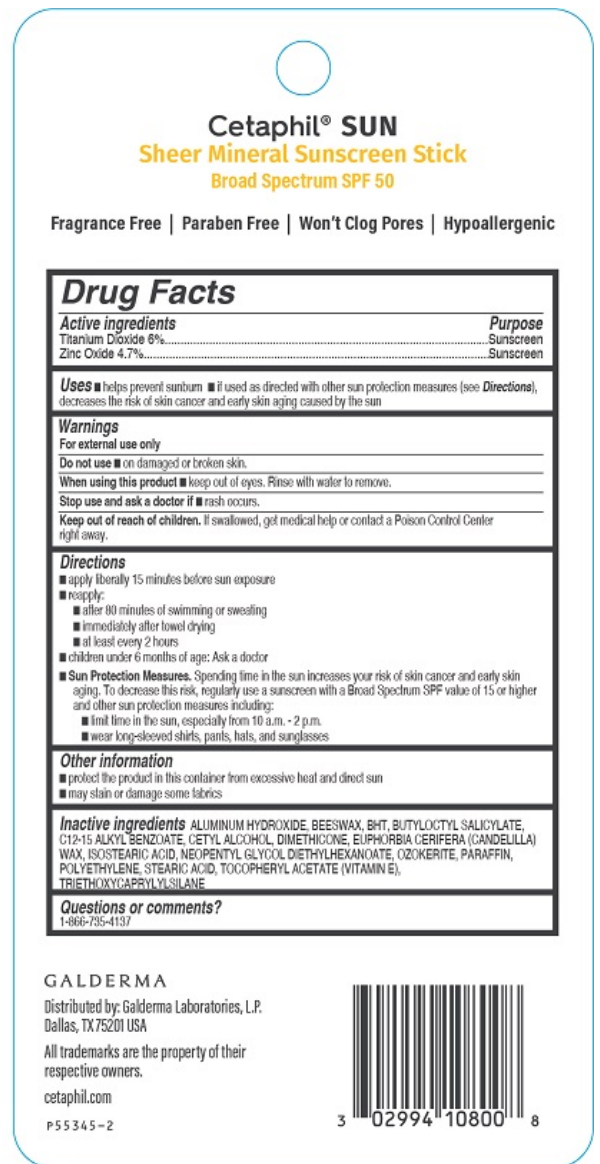 Cetaphil® SUN
Sheer Mineral Sunscreen Stick
Broad Spectrum SPF 50
Fragrance Free | Paraben Free | Won't Clog Pores | Hypoallergenic
Drug Facts
Active ingredients Purpose
Titanium Dioxide 6%.....Sunscreen
Zinc Oxide 4.7%.....Sunscreen
Uses ■ helps prevent sunburn ■ if used as directed with other sun protection measures (see Directions),
decreases the risk of skin cancer and early skin aging caused by the sun
Warnings
For external use only
Do not use ■ on damaged or broken skin.
When using this product ■ keep out of eyes. Rinse with water to remove.
Stop use and ask a doctor if ■ rash occurs.
Keep out of reach of children. If swallowed, get medical help or contact a Poison Control Center
right away.
Directions
■ apply liberally 15 minutes before sun exposure
■ reapply:
■ after 80 minutes of swimming or sweating
■ immediately after towel drying
■ at least every 2 hours
■ children under 6 months of age: Ask a doctor
■ Sun Protection Measures. Spending time in the sun increases your risk of skin cancer and early skin
aging. To decrease this risk, regularly use a sunscreen with a Broad Spectrum SPF value of 15 or higher
and other sun protection measures including:
■ limit time in the sun, especially from 10 a.m. - 2 p.m.
■ wear long-sleeved shirts, pants, hats, and sunglasses
Other information
■ protect the product in this container from excessive heat and direct sun
■ may stain or damage some fabrics
Inactive ingredients ALUMINUM HYDROXIDE, BEESWAX, BHT, BUTYLOCTYL SALICYLATE,
C12-15 ALKYL BENZOATE, CETYL ALCOHOL, DIMETHICONE, EUPHORBIA CERIFERA (CANDELILLA)
WAX, ISOSTEARIC ACID, NEOPENTYL GLYCOL DIETHYLHEXANOATE, OZOKERITE, PARAFFIN,
POLYETHYLENE, STEARIC ACID, TOCOPHERYL ACETATE (VITAMIN E),
TRIETHOXYCAPRYLYLSILANE
Questions or comments?
1-866-735-4137
GALDERMA
Distributed by: Galderma Laboratories, L.P.
Dallas, TX 75201 USA
All trademarks are the property of their
respective owners.
cetaphil.com
P55345-2
3 02994 10800 8